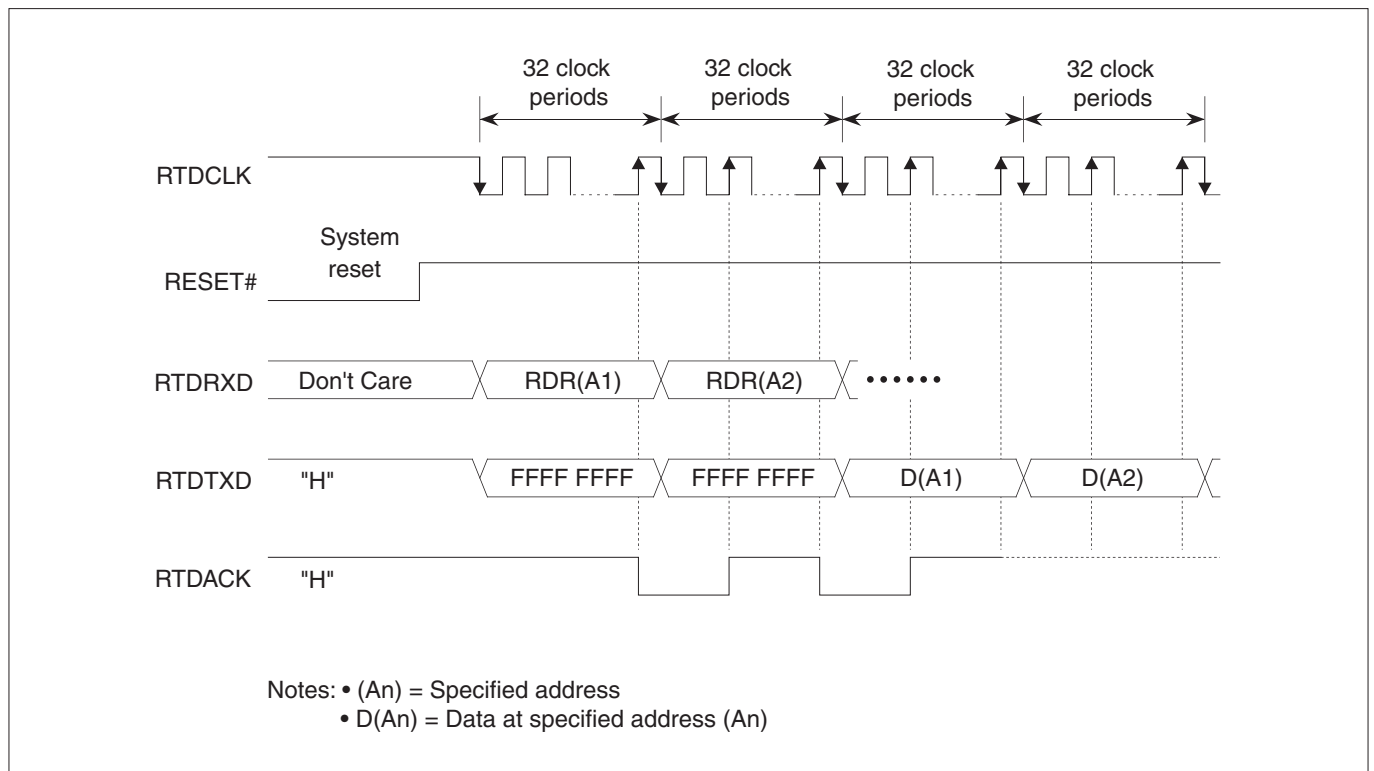 32 clock periods
32 clock periods
32 clock periods
32 clock periods
RTDCLK
System reset
RESET#
RTDRXD Don't Care RDR(A1) RDR(A2) ••••••
RTDTXD "H" FFFF FFFF FFFF FFFF D(A1) D(A2)
RTDACK "H"
Notes: • (An) = Specified address
• D(An) = Data at specified address (An)